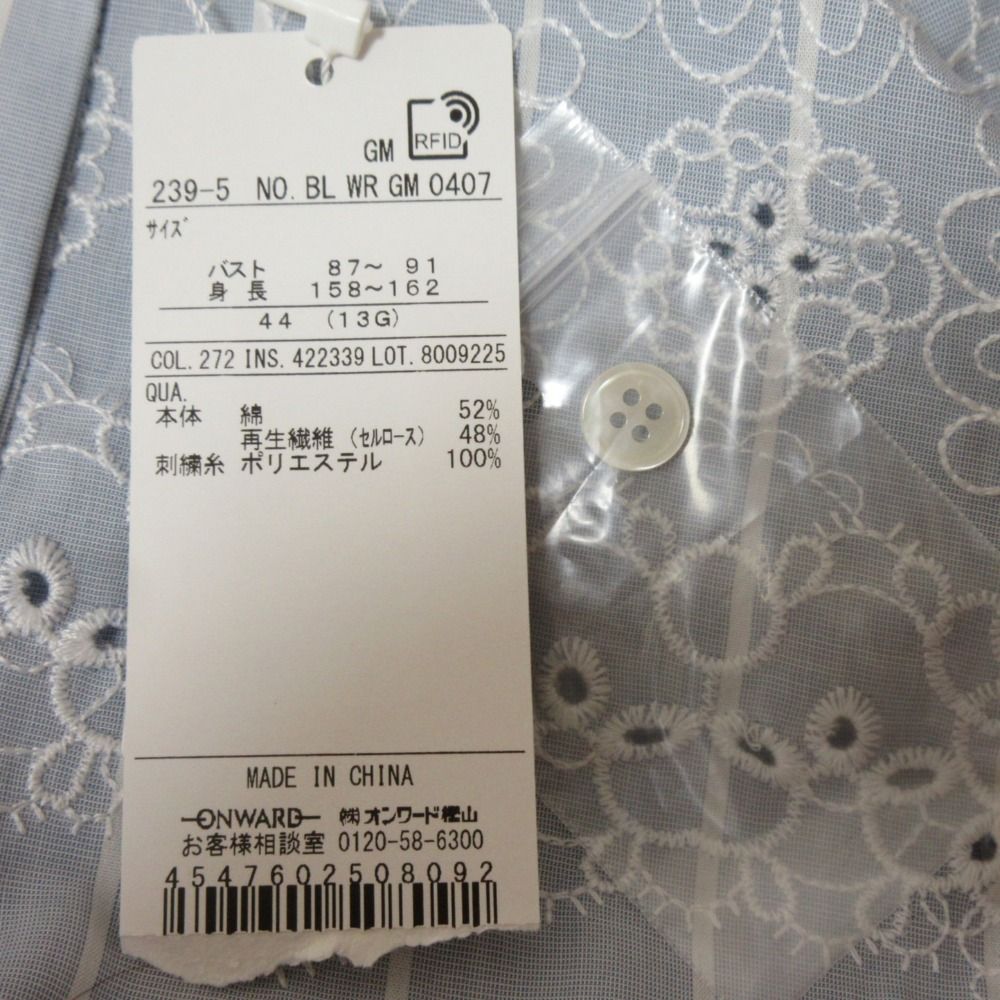 RFID
GM
239-5 NO. BL WR GM 0407
サイズ
バスト 87～ 91
身長 158～162
44 (13G)
COL. 272 INS. 422339 LOT. 8009225
QUA.
本体 綿 52%
再生繊維 (セルロース) 48%
刺繍糸 ポリエステル 100%
MADE IN CHINA
ONWARD ㈱オンワード樫山
お客様相談室 0120-58-6300
4547602508092